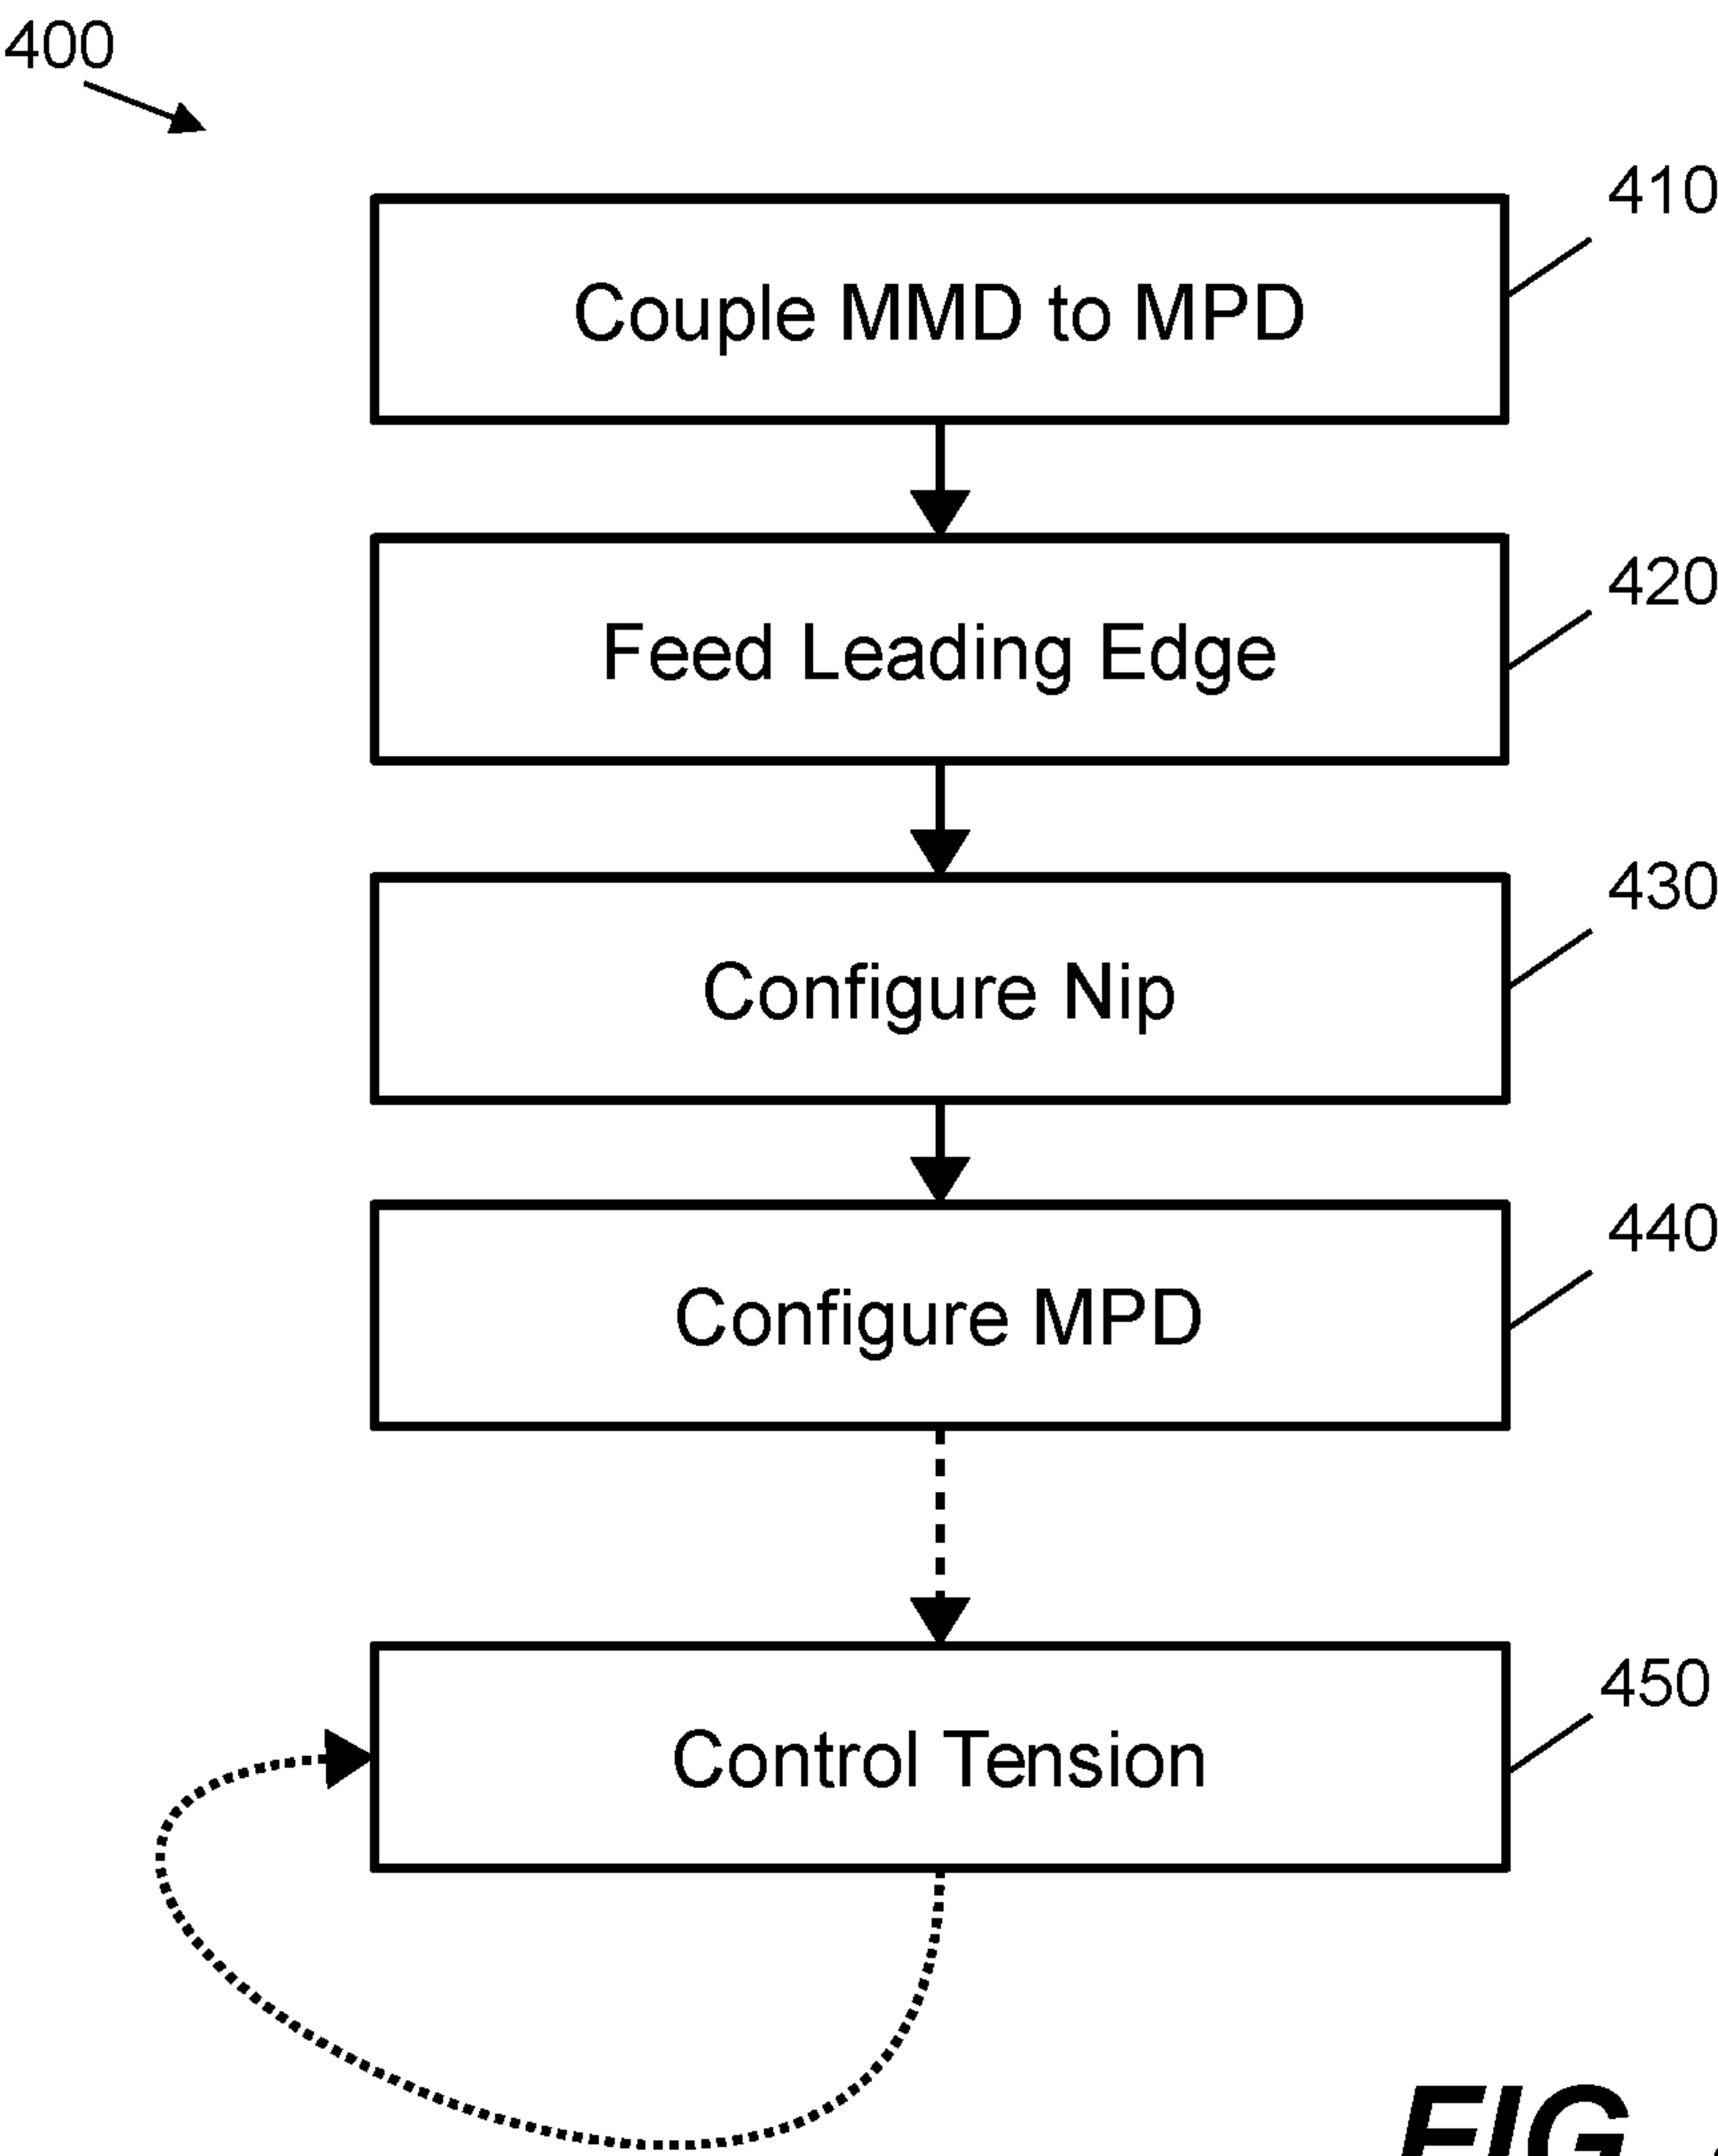 400
410
Couple MMD to MPD
420
Feed Leading Edge
430
Configure Nip
440
Configure MPD
450
Control Tension
FIG